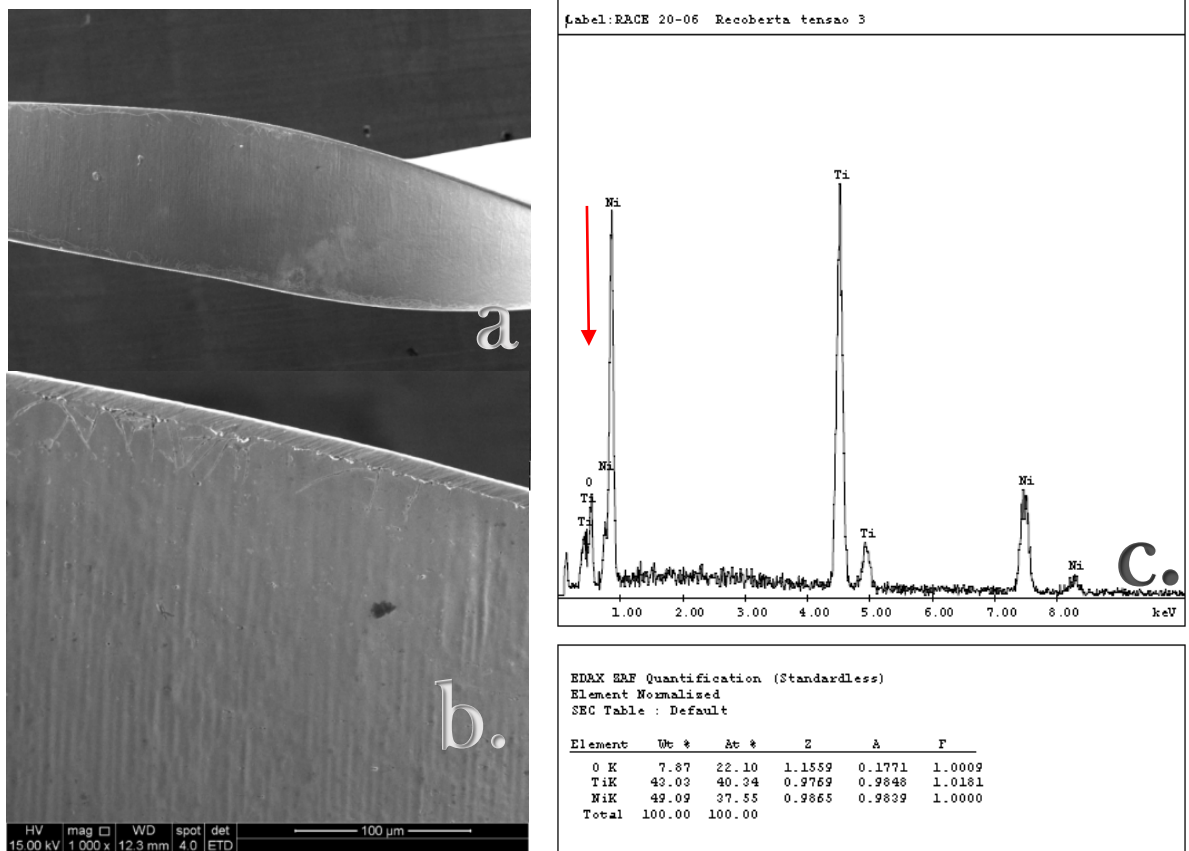 a
b.
HV mag □ WD spot det
15.00 kV 1 000 x 12.3 mm 4.0 ETD
100 µm
Label:RACE 20-06 Recoberta tensao 3
Ti
Ni
Ni
O
Ti
Ti
Ni
Ti
Ni
c.
1.00 2.00 3.00 4.00 5.00 6.00 7.00 8.00 keV
EDAX ZAF Quantification (Standardless)
Element Normalized
SEC Table : Default
Element Wt % At % Z A F
O K 7.87 22.10 1.1559 0.1771 1.0009
TiK 43.03 40.34 0.9769 0.9848 1.0181
NiK 49.09 37.55 0.9865 0.9839 1.0000
Total 100.00 100.00